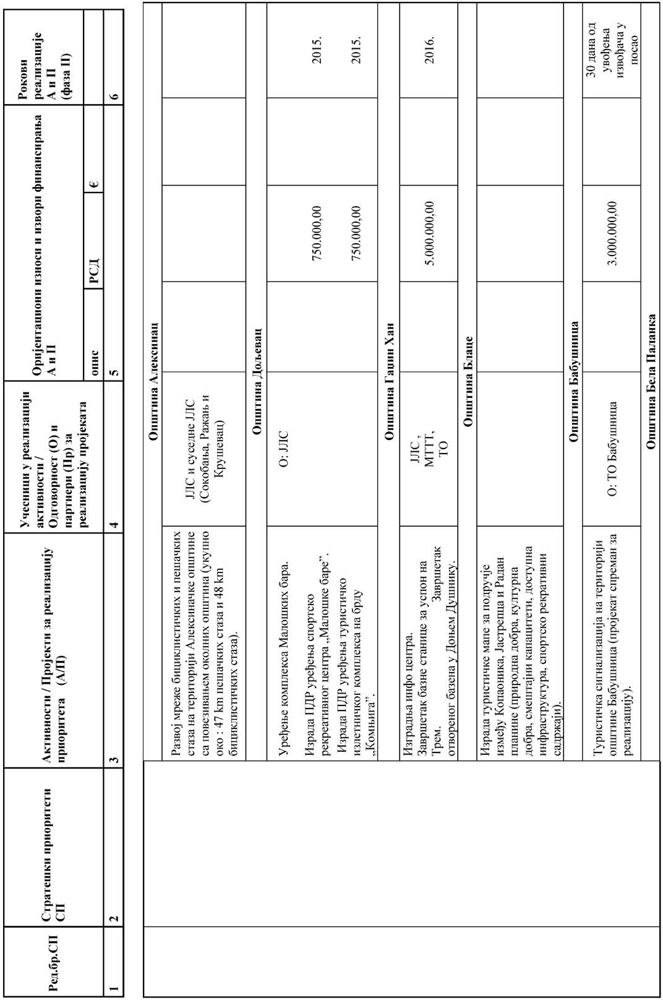 Ред.бр.СП
Стратешки приоритети
СП
Активности / Пројекти за реализацију
приоритета (А/П)
Учесници у реализацији
активности /
Одговорност (О) и
партнери (Пр) за
реализацију пројеката
Оријентациони износи и извори финансирања
А и П
опис
РСД
€
Рокови
реализације
А и П
(фаза II)
1
2
3
4
5
6
Општина Алексинац
Развој мреже бициклистичких и пешачких
стаза на територији Алексиначке општине
са повезивањем околних општина (укупно
око : 47 km пешачких стаза и 48 km
бициклистичких стаза).
ЈЛС и суседне ЈЛС
(Сокобања, Ражањ и
Крушевац)
Општина Дољевац
Уређење комплекса Малошких бара.
О: ЈЛС
Израда ПДР уређења спортско
рекреативног центра „Малошке баре”.
750.000,00
2015.
Израда ПДР уређења туристичко
излетничког комплекса на брду
„Комњига”.
750.000,00
2015.
Општина Гаџин Хан
Изградња инфо центра.
Завршетак базне станице за успон на
Трем. Завршетак
отвореног базена у Доњем Душнику.
ЈЛС ,
МТТТ,
ТО
5.000.000,00
2016.
Општина Блаце
Израда туристичке мапе за подручје
између Копаоника, Јастрепца и Радан
планине (природна добра, културна
добра, смештајни капацитети, доступна
инфраструктура, спортско рекративни
садржаји).
Општина Бабушница
Туристичка сигнализација на територији
општине Бабушница (пројекат спреман за
реализацију).
О: ТО Бабушница
3.000.000,00
30 дана од
увођења
извођача у
посао
Општина Бела Паланка